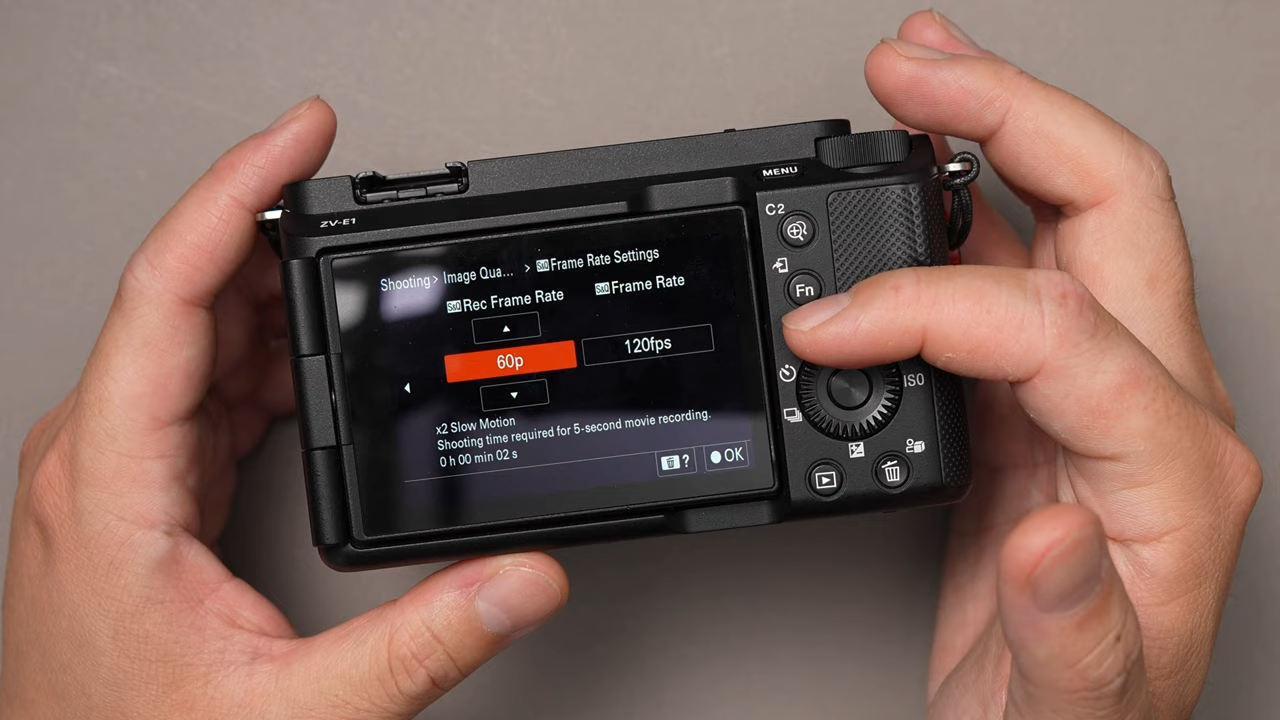 MENU
ZV-E1
C2
Shooting > Image Qua... > S&Q Frame Rate Settings
S&Q Rec Frame Rate
S&Q Frame Rate
Fn
60p
120fps
ISO
x2 Slow Motion
Shooting time required for 5-second movie recording.
0 h 00 min 02 s
?
OK